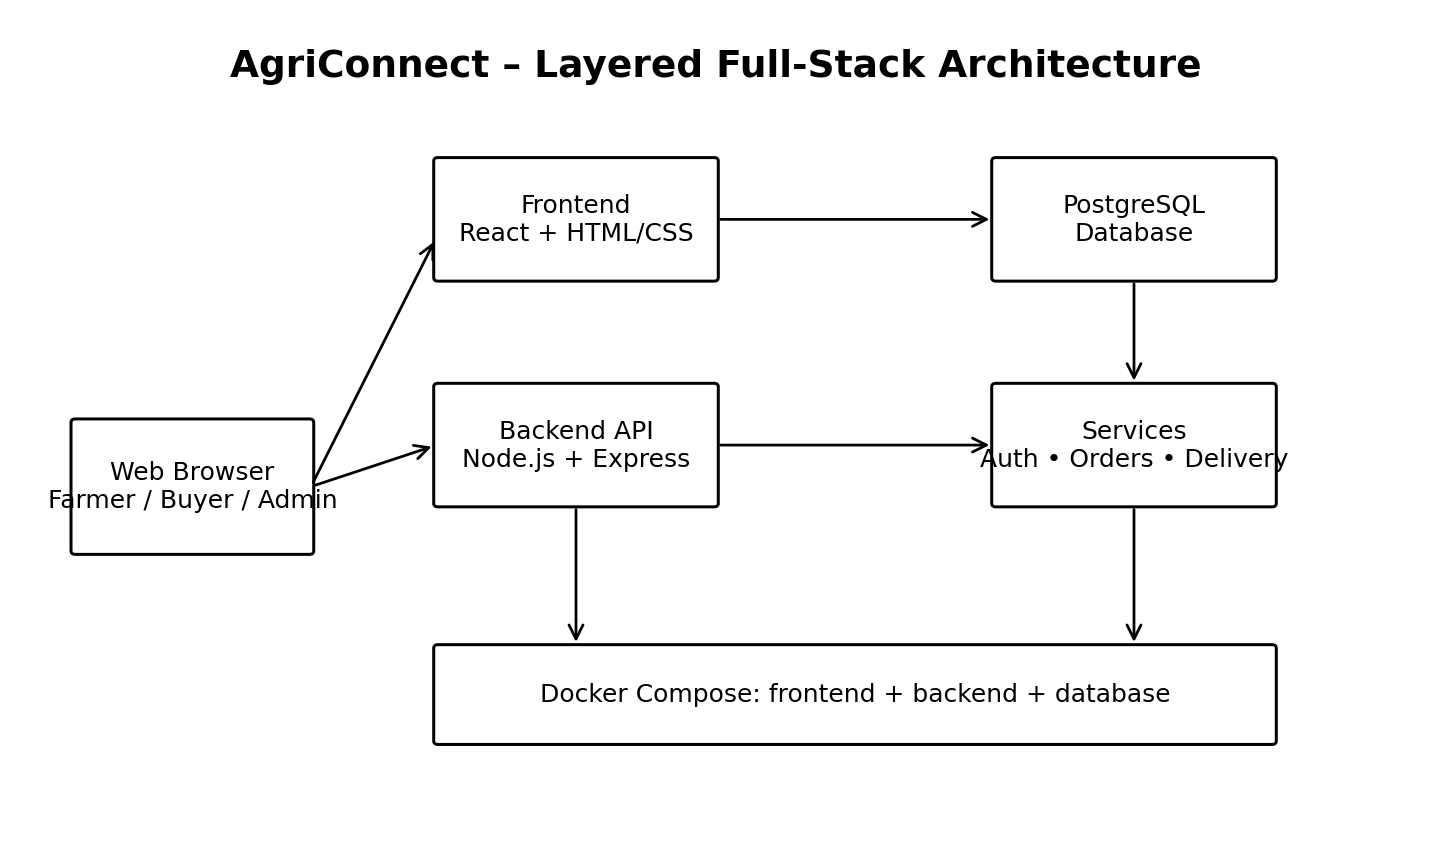 AgriConnect – Layered Full-Stack Architecture
Frontend
React + HTML/CSS
PostgreSQL
Database
Web Browser
Farmer / Buyer / Admin
Backend API
Node.js + Express
Services
Auth • Orders • Delivery
Docker Compose: frontend + backend + database